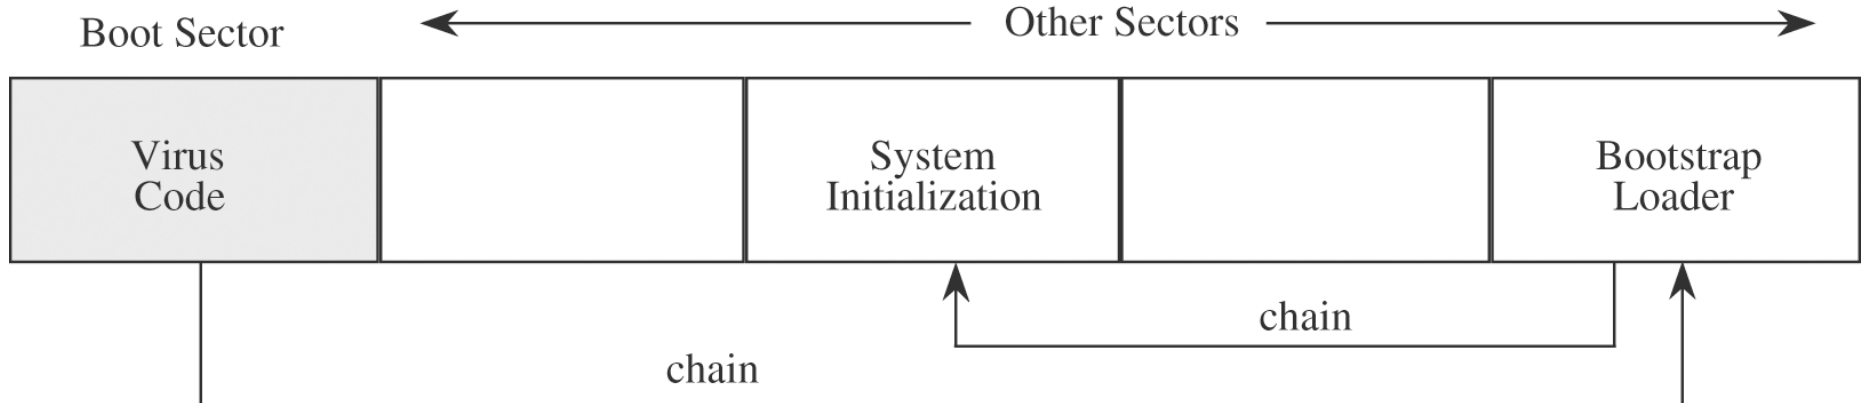 Boot Sector
Other Sectors
Virus
Code
System
Initialization
Bootstrap
Loader
chain
chain